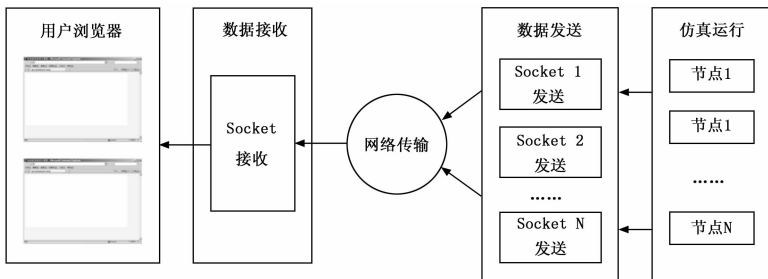 用户浏览器
数据接收
Socket
接收
网络传输
数据发送
Socket 1
发送
Socket 2
发送
……
Socket N
发送
仿真运行
节点1
节点1
……
节点N